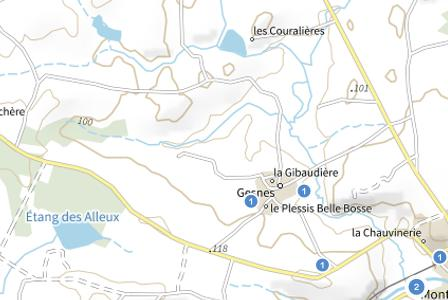 les Couralières
101
chère
100
la Gibaudière
Gesnes
1
1
le Plessis Belle Bosse
Étang des Alleux
la Chauvinerie
118
1
1
2
Mont